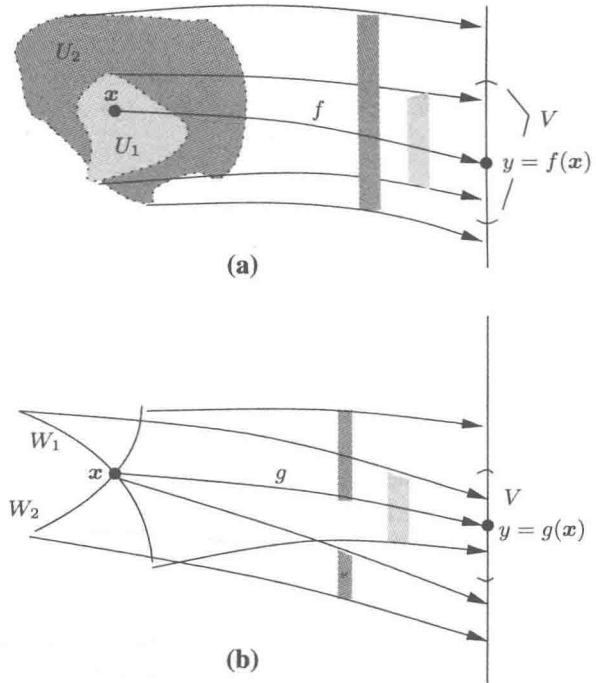 U₂
x
f
V
U₁
y = f(x)
(a)
W₁
x
g
V
W₂
y = g(x)
(b)